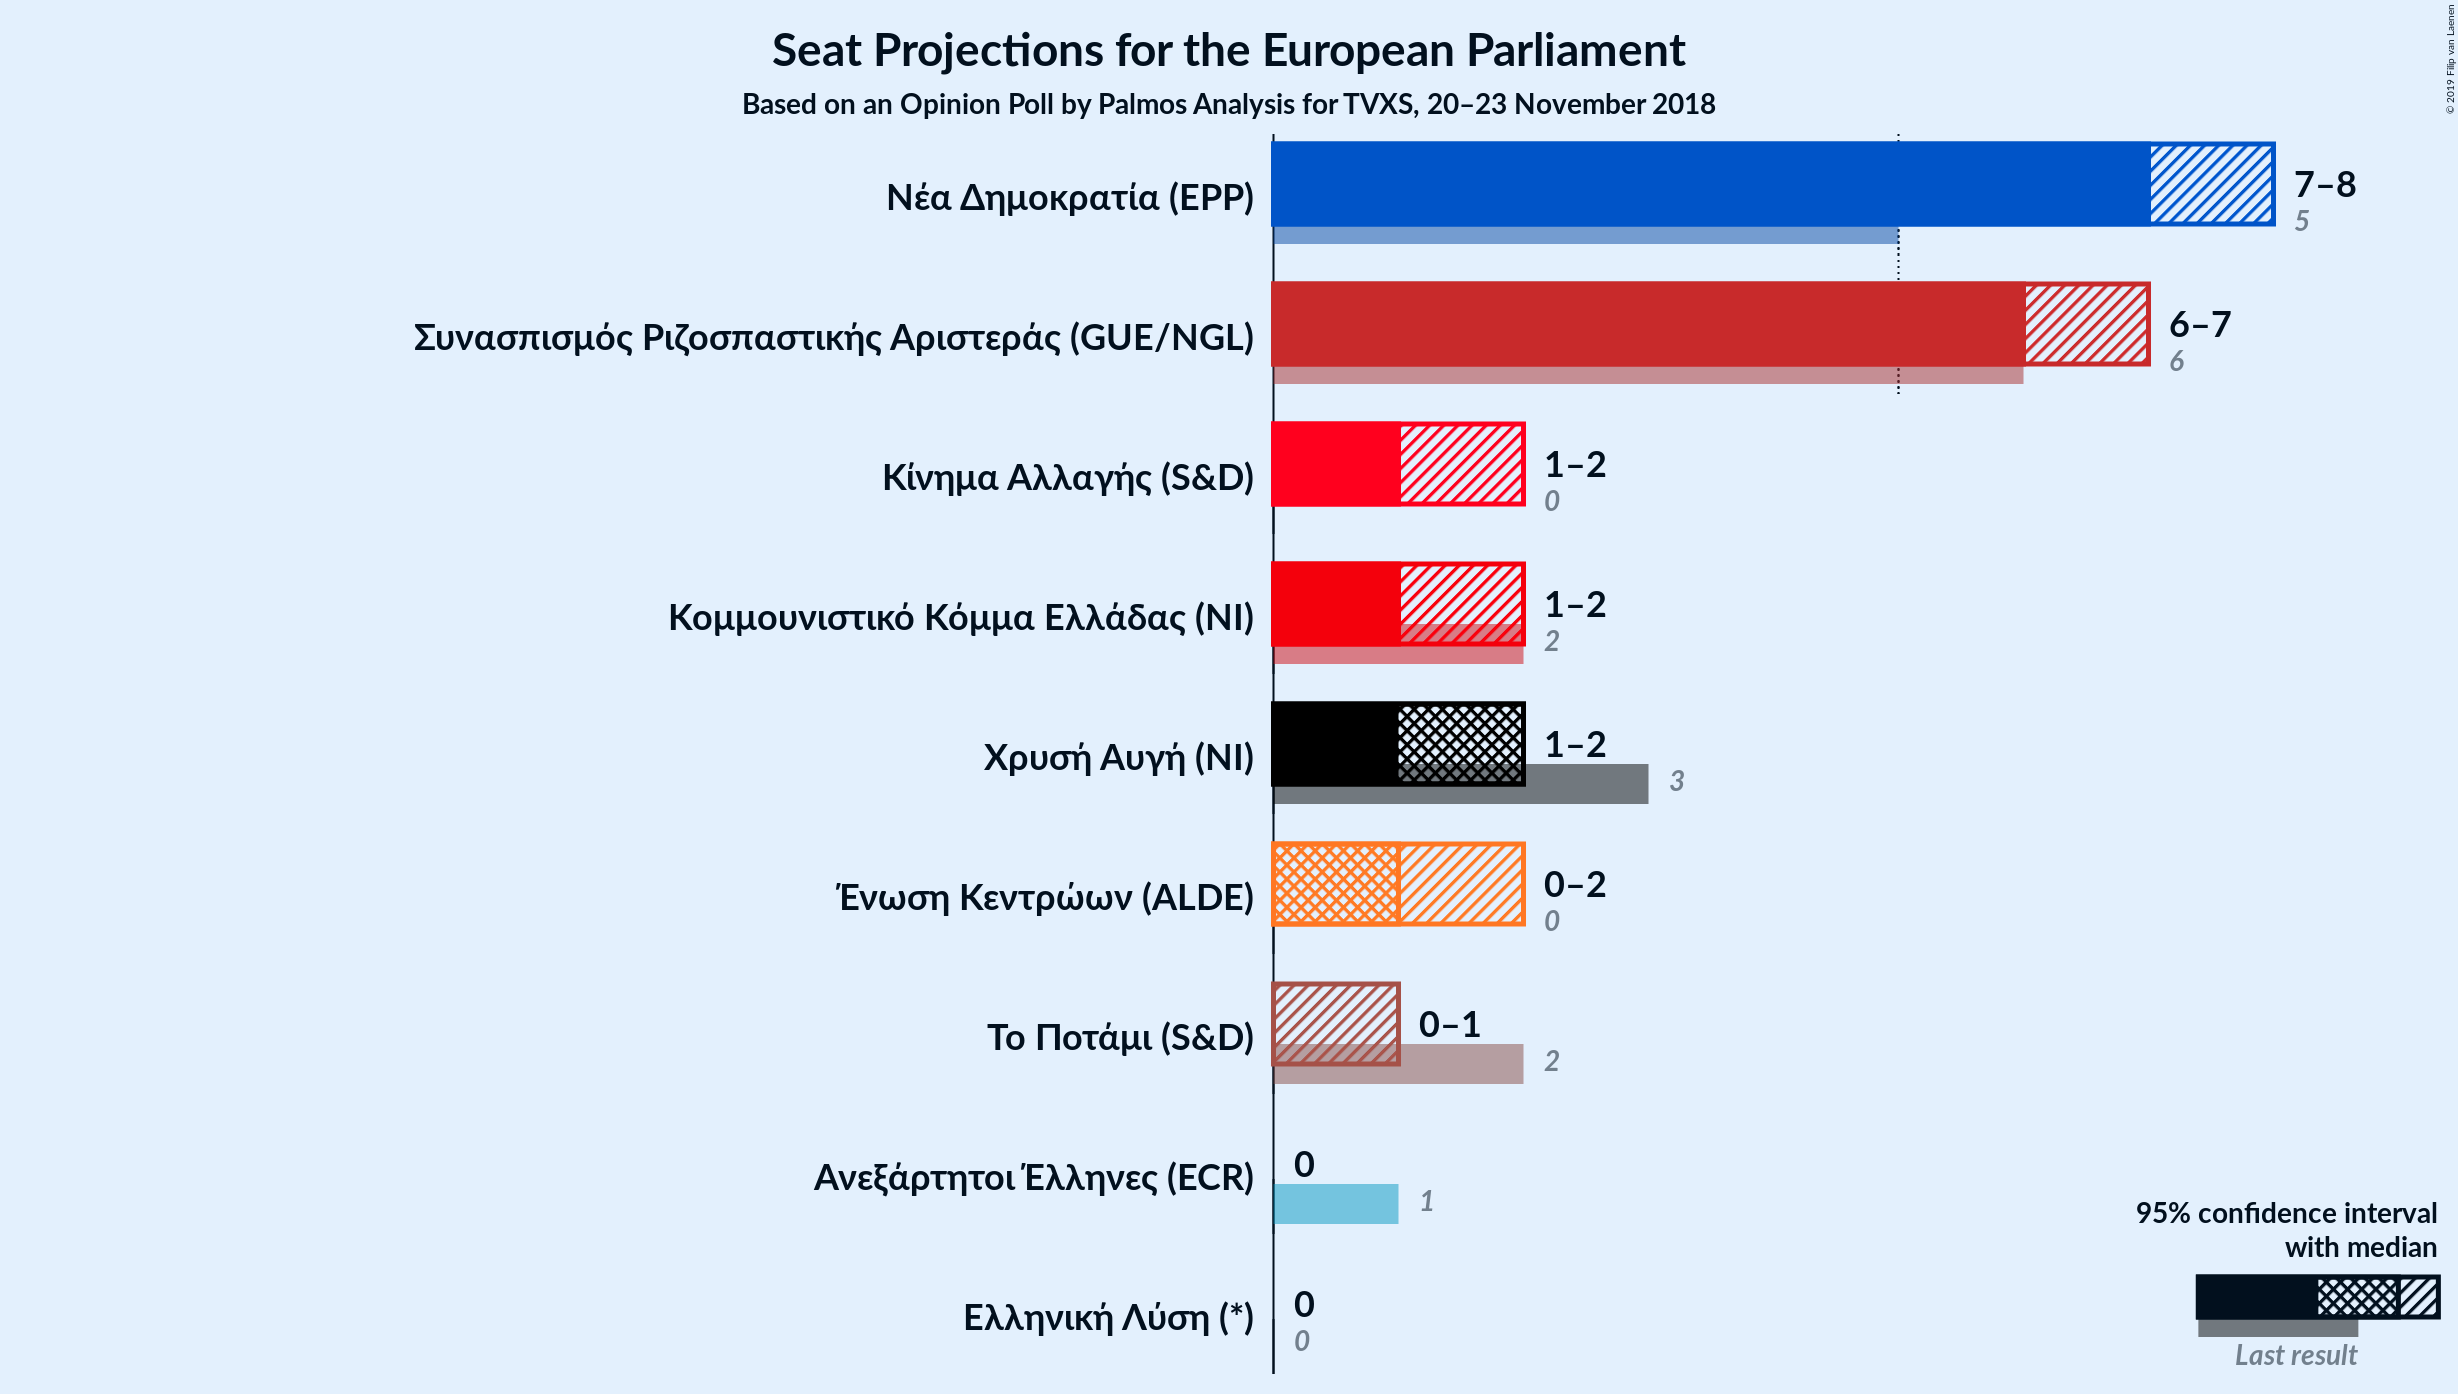 Seat Projections for the European Parliament
Based on an Opinion Poll by Palmos Analysis for TVXS, 20–23 November 2018
© 2019 Filip van Laenen
Νέα Δημοκρατία (EPP)
7–8
5
Συνασπισμός Ριζοσπαστικής Αριστεράς (GUE/NGL)
6–7
6
Κίνημα Αλλαγής (S&D)
1–2
0
Κομμουνιστικό Κόμμα Ελλάδας (NI)
1–2
2
Χρυσή Αυγή (NI)
1–2
3
Ένωση Κεντρώων (ALDE)
0–2
0
Το Ποτάμι (S&D)
0–1
2
Ανεξάρτητοι Έλληνες (ECR)
0
1
Ελληνική Λύση (*)
0
0
95% confidence interval
with median
Last result